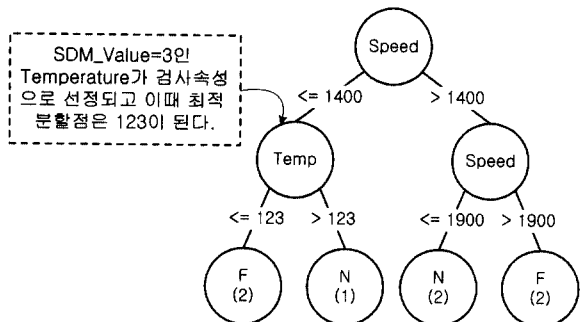 SDM_Value=3인
Temperature가 검사속성
으로 선정되고 이때 최적
분할점은 123이 된다.
Speed
<= 1400
> 1400
Temp
Speed
<= 123
> 123
<= 1900
> 1900
F
(2)
N
(1)
N
(2)
F
(2)